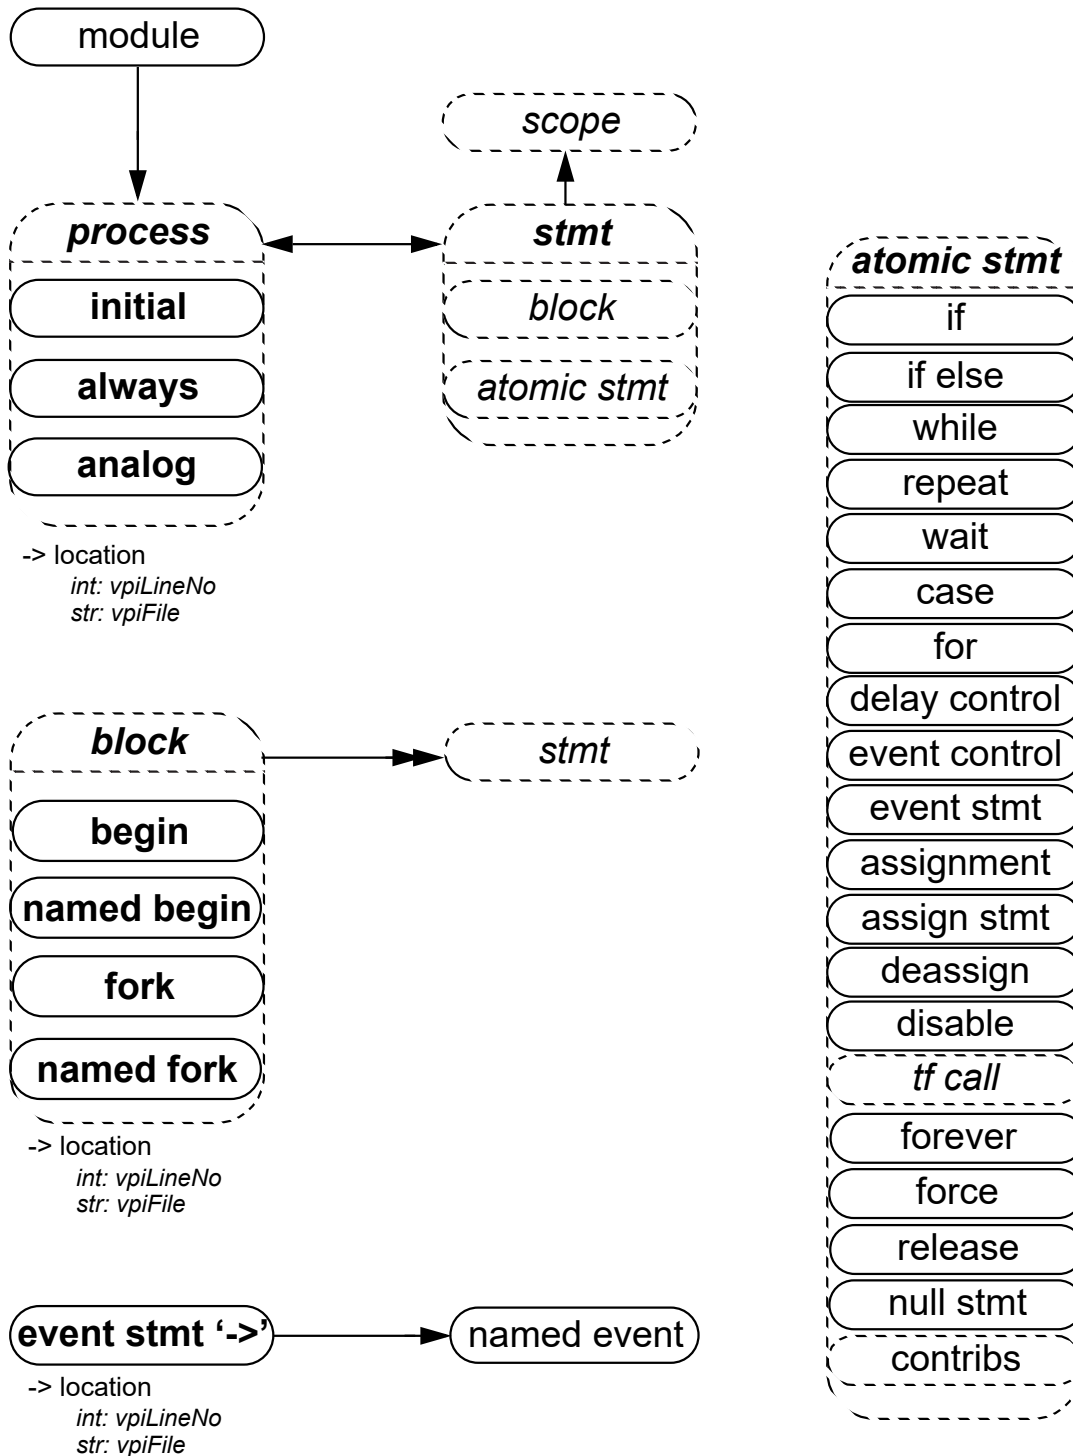 module
scope
process
initial
always
analog
-> location
int: vpiLineNo
str: vpiFile
stmt
block
atomic stmt
block
begin
named begin
fork
named fork
-> location
int: vpiLineNo
str: vpiFile
stmt
event stmt ‘->’
-> location
int: vpiLineNo
str: vpiFile
named event
atomic stmt
if
if else
while
repeat
wait
case
for
delay control
event control
event stmt
assignment
assign stmt
deassign
disable
tf call
forever
force
release
null stmt
contribs